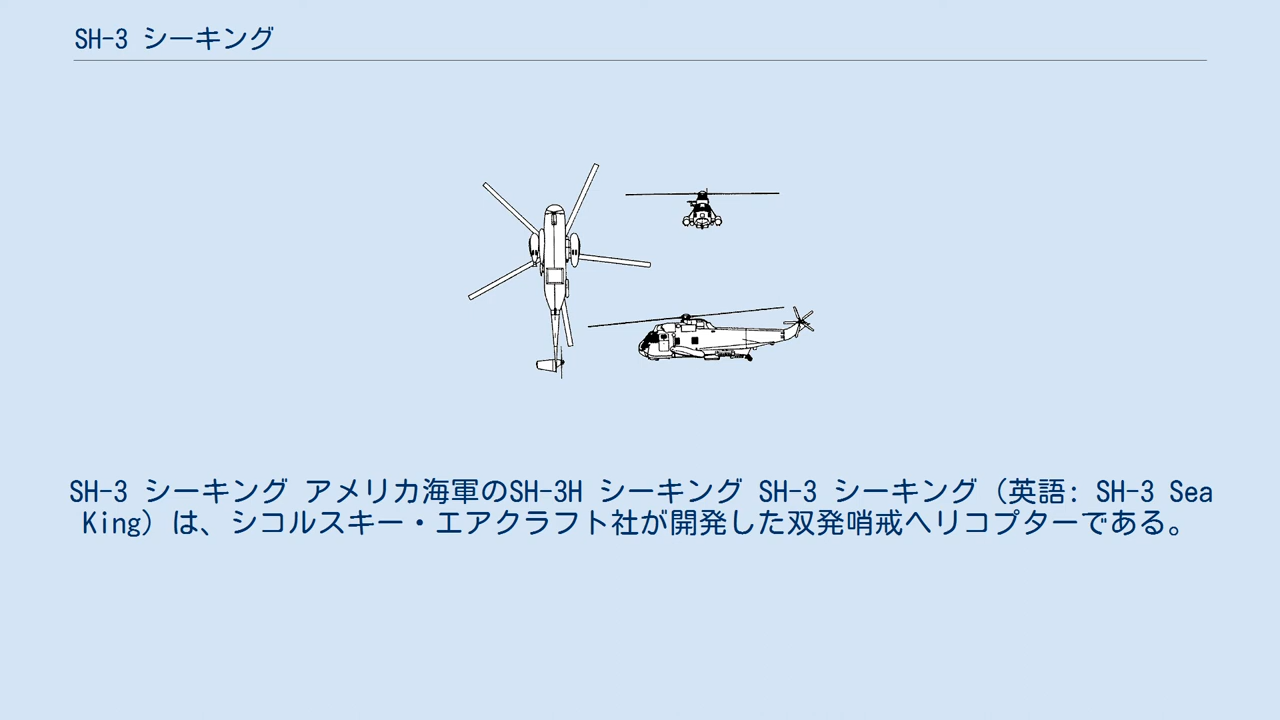 SH-3 シーキング
SH-3 シーキング アメリカ海軍のSH-3H シーキング SH-3 シーキング（英語: SH-3 Sea
King）は、シコルスキー・エアクラフト社が開発した双発哨戒ヘリコプターである。